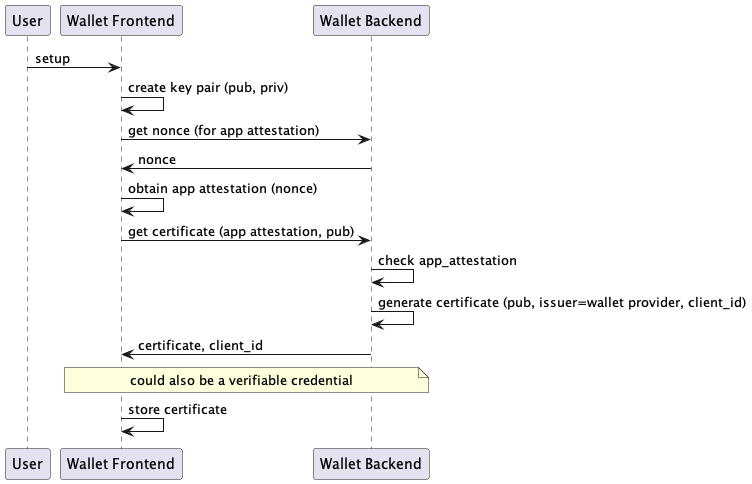 User Wallet Frontend Wallet Backend
setup
create key pair (pub, priv)
get nonce (for app attestation)
nonce
obtain app attestation (nonce)
get certificate (app attestation, pub)
check app_attestation
generate certificate (pub, issuer=wallet provider, client_id)
certificate, client_id
could also be a verifiable credential
store certificate
User Wallet Frontend Wallet Backend